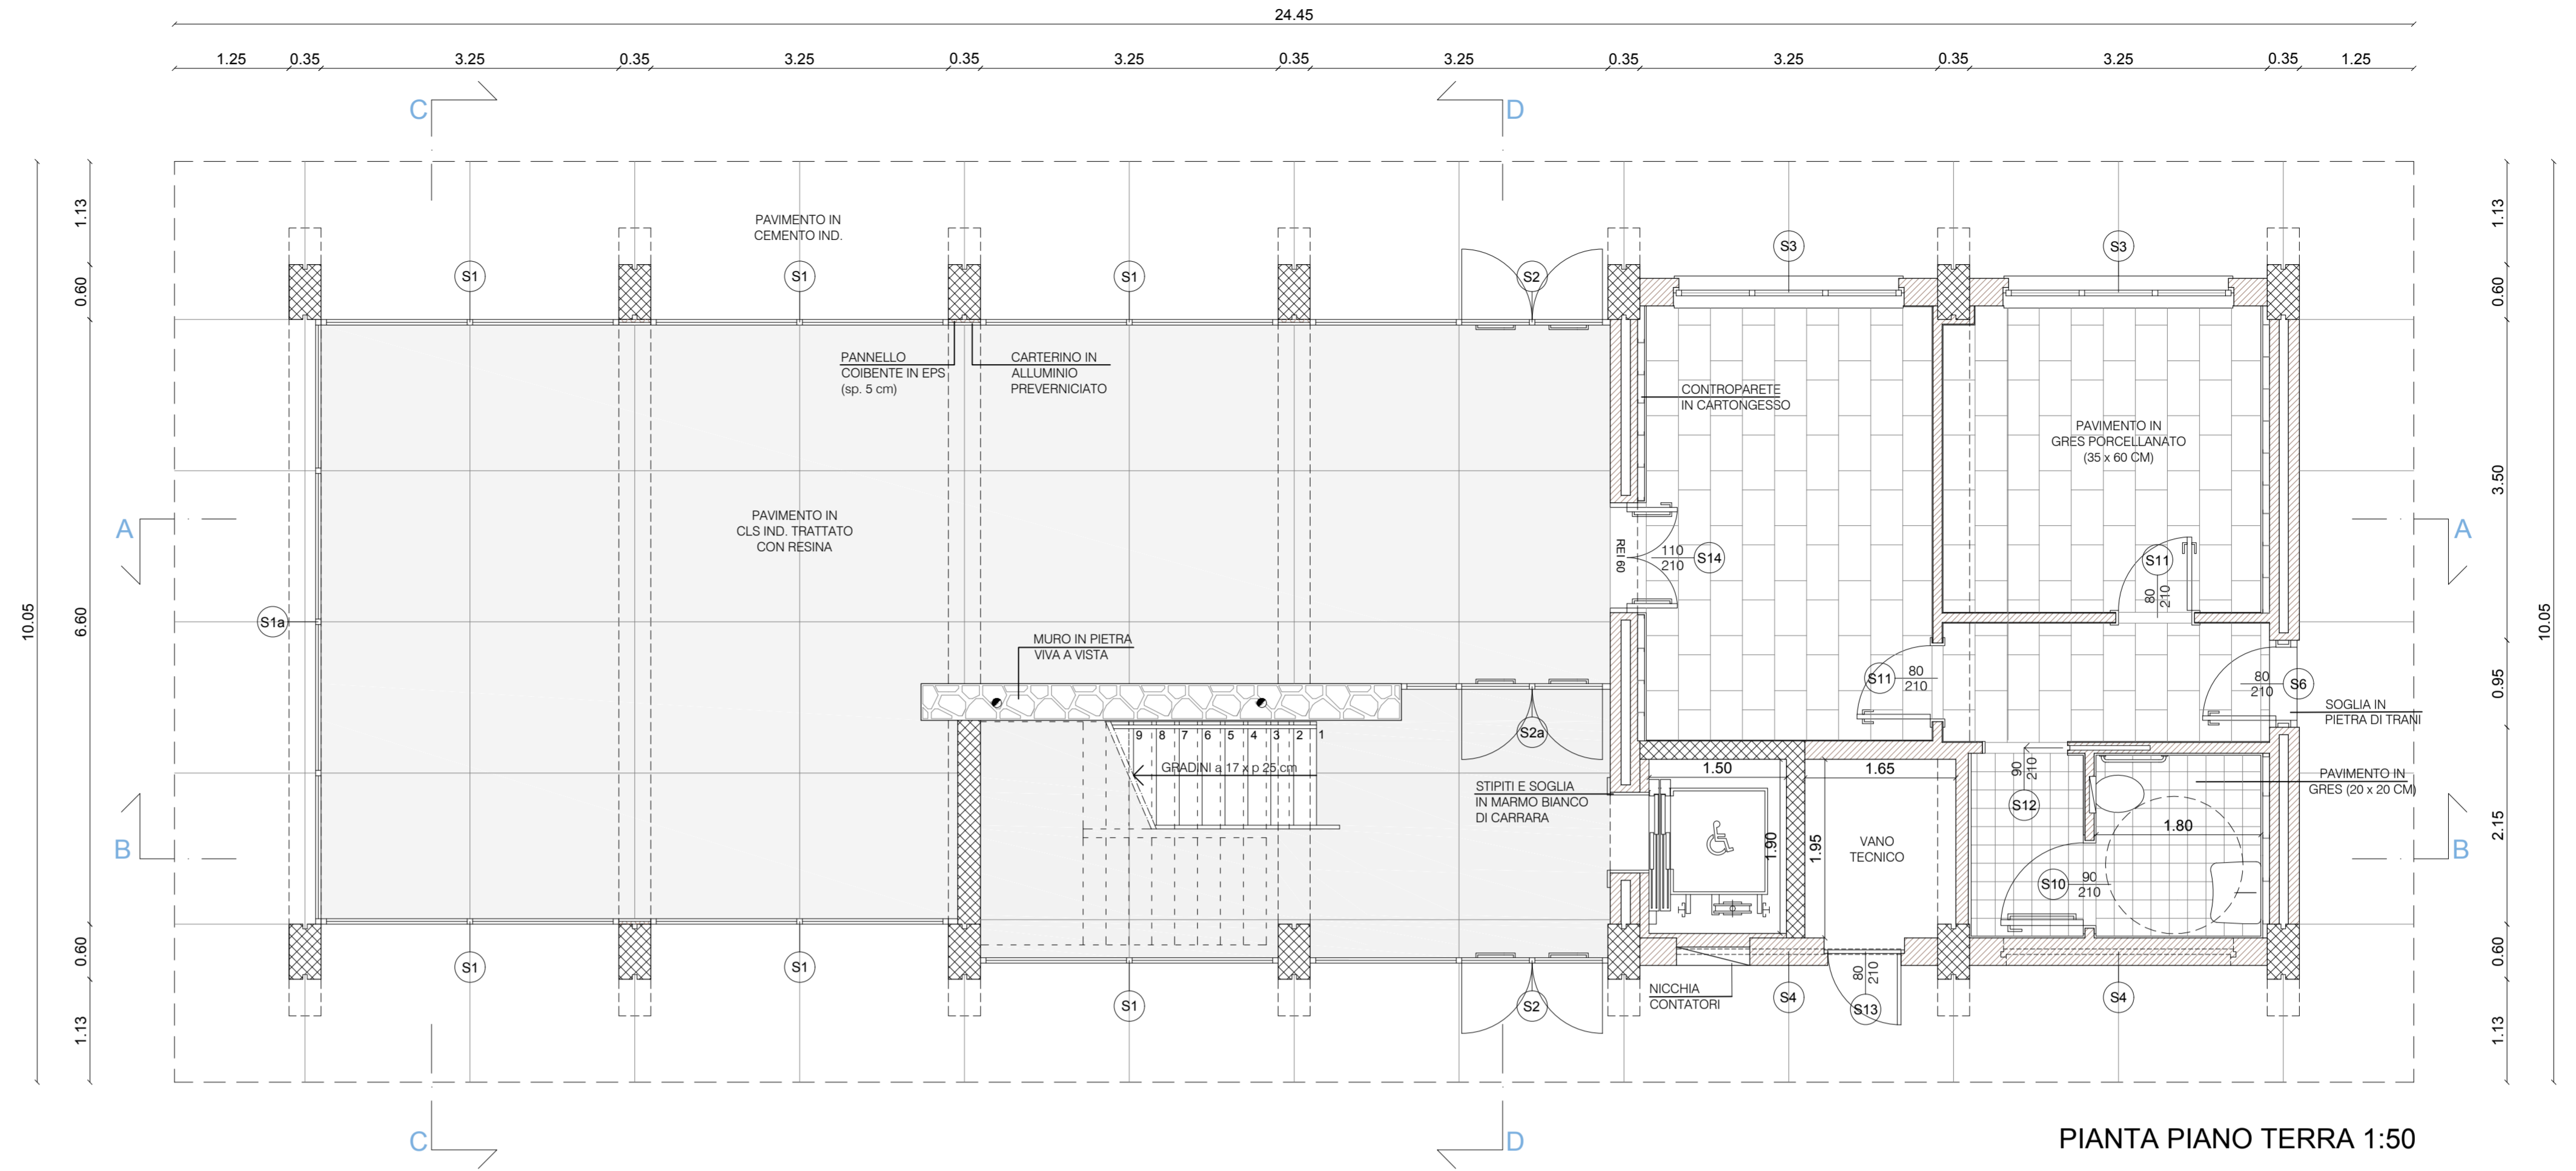 24.45
1.25 0.35 3.25 0.35 3.25 0.35 3.25 0.35 3.25 0.35 3.25 0.35 3.25 0.35 1.25
C
D
10.05
1.13
0.60
6.60
0.60
1.13
1.13
0.60
3.50
0.95
2.15
0.60
1.13
10.05
PAVIMENTO IN
CEMENTO IND.
S1
S1
S1
S2
S3
S3
PANNELLO
COIBENTE IN EPS
(sp. 5 cm)
CARTERINO IN
ALLUMINIO
PREVERNICIATO
CONTROPARETE
IN CARTONGESSO
PAVIMENTO IN
GRES PORCELLANATO
(35 x 60 CM)
A
A
PAVIMENTO IN
CLS IND. TRATTATO
CON RESINA
REI 60
110
210
S14
S11
80
210
S1a
MURO IN PIETRA
VIVA A VISTA
S11
80
210
80
210
S6
SOGLIA IN
PIETRA DI TRANI
S2a
9 8 7 6 5 4 3 2 1
GRADINI a 17 x p 25 cm
STIPITI E SOGLIA
IN MARMO BIANCO
DI CARRARA
1.50
1.90
1.65
1.95
VANO
TECNICO
90
210
S12
PAVIMENTO IN
GRES (20 x 20 CM)
1.80
S10
90
210
B
B
S1
S1
S1
S2
NICCHIA
CONTATORI
S4
80
210
S13
S4
C
D
PIANTA PIANO TERRA 1:50